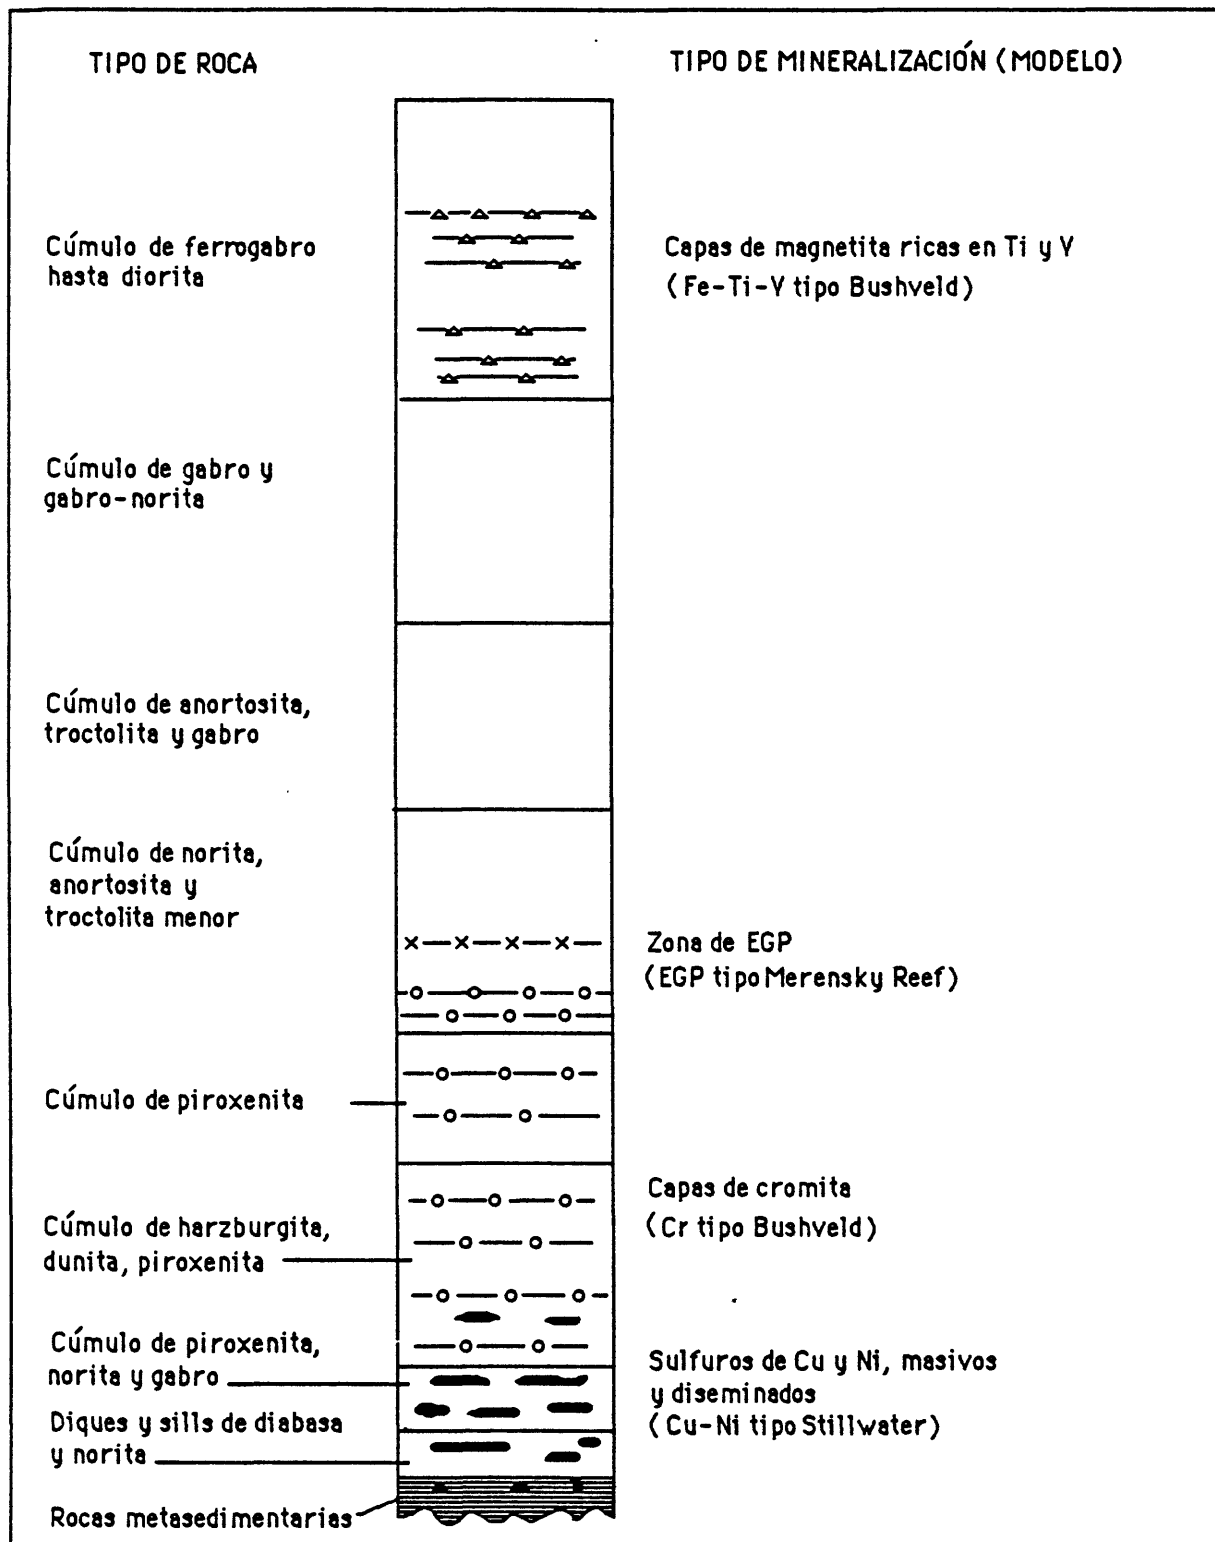 TIPO DE ROCA
TIPO DE MINERALIZACIÓN (MODELO)
Cúmulo de ferrogabro
hasta diorita
Capas de magnetita ricas en Ti y V
(Fe-Ti-V tipo Bushveld)
Cúmulo de gabro y
gabro-norita
Cúmulo de anortosita,
troctolita y gabro
Cúmulo de norita,
anortosita y
troctolita menor
Zona de EGP
(EGP tipo Merensky Reef)
Cúmulo de piroxenita
Capas de cromita
(Cr tipo Bushveld)
Cúmulo de harzburgita,
dunita, piroxenita
Cúmulo de piroxenita,
norita y gabro
Sulfuros de Cu y Ni, masivos
y diseminados
(Cu-Ni tipo Stillwater)
Diques y sills de diabasa
y norita
Rocas metasedimentarias